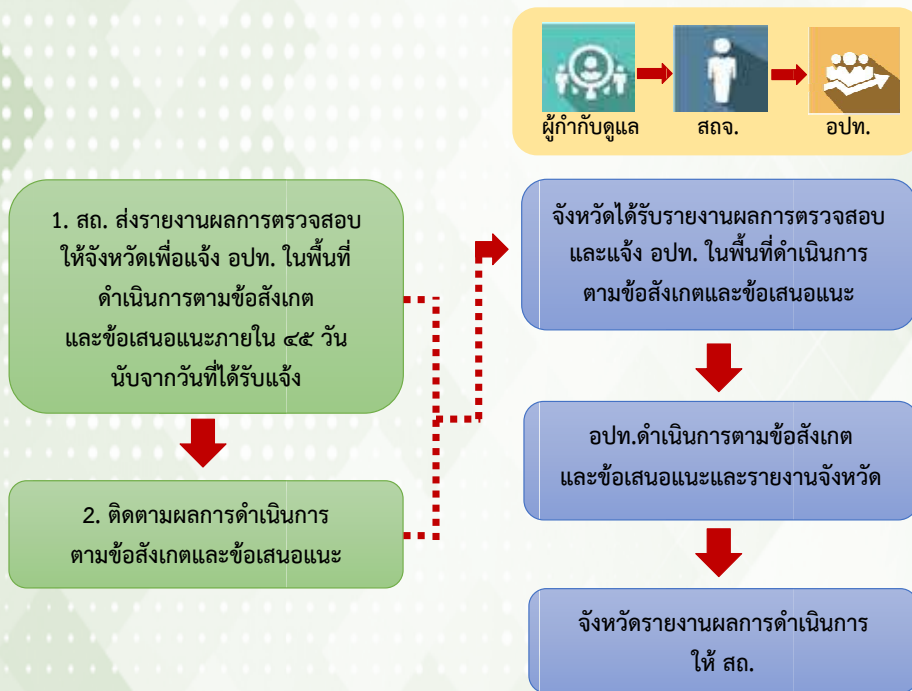 ผู้กำกับดูแล สถจ. อปท.
1. สถ. ส่งรายงานผลการตรวจสอบ
ให้จังหวัดเพื่อแจ้ง อปท. ในพื้นที่
ดำเนินการตามข้อสังเกต
และข้อเสนอแนะภายใน ๔๕ วัน
นับจากวันที่ได้รับแจ้ง
2. ติดตามผลการดำเนินการ
ตามข้อสังเกตและข้อเสนอแนะ
จังหวัดได้รับรายงานผลการตรวจสอบ
และแจ้ง อปท. ในพื้นที่ดำเนินการ
ตามข้อสังเกตและข้อเสนอแนะ
อปท.ดำเนินการตามข้อสังเกต
และข้อเสนอแนะและรายงานจังหวัด
จังหวัดรายงานผลการดำเนินการ
ให้ สถ.